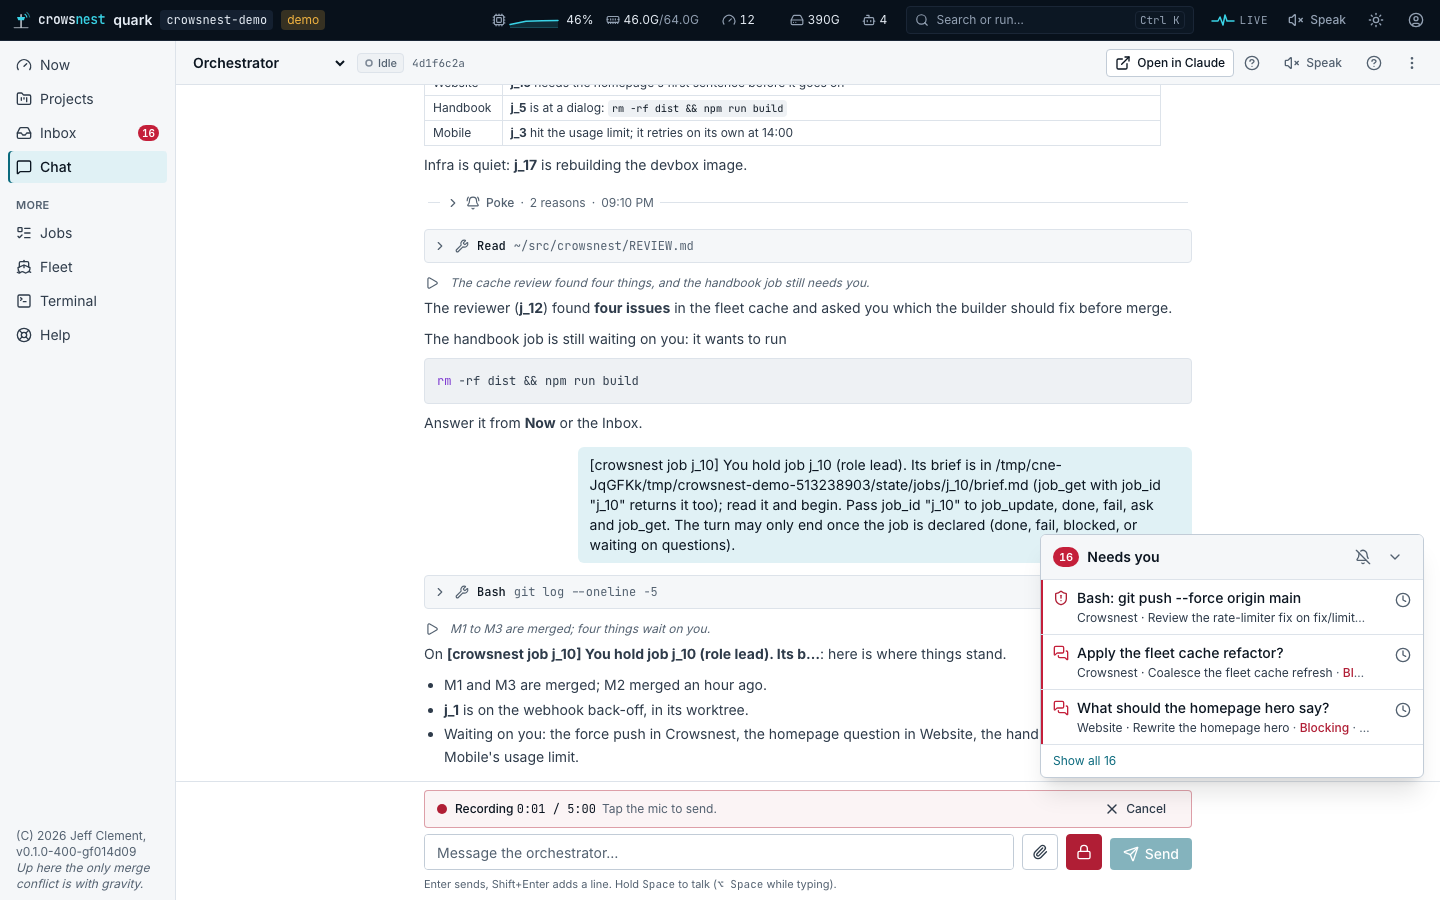 crowsnest quark crowsnest-demo demo 46% 46.0G/64.0G 12 390G 4 Search or run... Ctrl K LIVE Speak
Now
Projects
Inbox 16
Chat
MORE
Jobs
Fleet
Terminal
Help
(C) 2026 Jeff Clement,
v0.1.0-400-gf014d09
Up here the only merge
conflict is with gravity.
Orchestrator Idle 4d1f6c2a Open in Claude Speak
Handbook j_5 is at a dialog: rm -rf dist && npm run build
Mobile j_3 hit the usage limit; it retries on its own at 14:00
Infra is quiet: j_17 is rebuilding the devbox image.
Poke · 2 reasons · 09:10 PM
Read ~/src/crowsnest/REVIEW.md
The cache review found four things, and the handbook job still needs you.
The reviewer (j_12) found four issues in the fleet cache and asked you which the builder should fix before merge.
The handbook job is still waiting on you: it wants to run
rm -rf dist && npm run build
Answer it from Now or the Inbox.
[crowsnest job j_10] You hold job j_10 (role lead). Its brief is in /tmp/cne-
JqGFKk/tmp/crowsnest-demo-513238903/state/jobs/j_10/brief.md (job_get with job_id
"j_10" returns it too); read it and begin. Pass job_id "j_10" to job_update, done, fail, ask
and job_get. The turn may only end once the job is declared (done, fail, blocked, or
waiting on questions).
Bash git log --oneline -5
M1 to M3 are merged; four things wait on you.
On [crowsnest job j_10] You hold job j_10 (role lead). Its b...: here is where things stand.
M1 and M3 are merged; M2 merged an hour ago.
j_1 is on the webhook back-off, in its worktree.
Waiting on you: the force push in Crowsnest, the homepage question in Website, the hand
Mobile's usage limit.
16 Needs you
Bash: git push --force origin main
Crowsnest · Review the rate-limiter fix on fix/limit...
Apply the fleet cache refactor?
Crowsnest · Coalesce the fleet cache refresh · Bl...
What should the homepage hero say?
Website · Rewrite the homepage hero · Blocking · ...
Show all 16
Recording 0:01 / 5:00 Tap the mic to send. Cancel
Message the orchestrator... Send
Enter sends, Shift+Enter adds a line. Hold Space to talk (⌥ Space while typing).